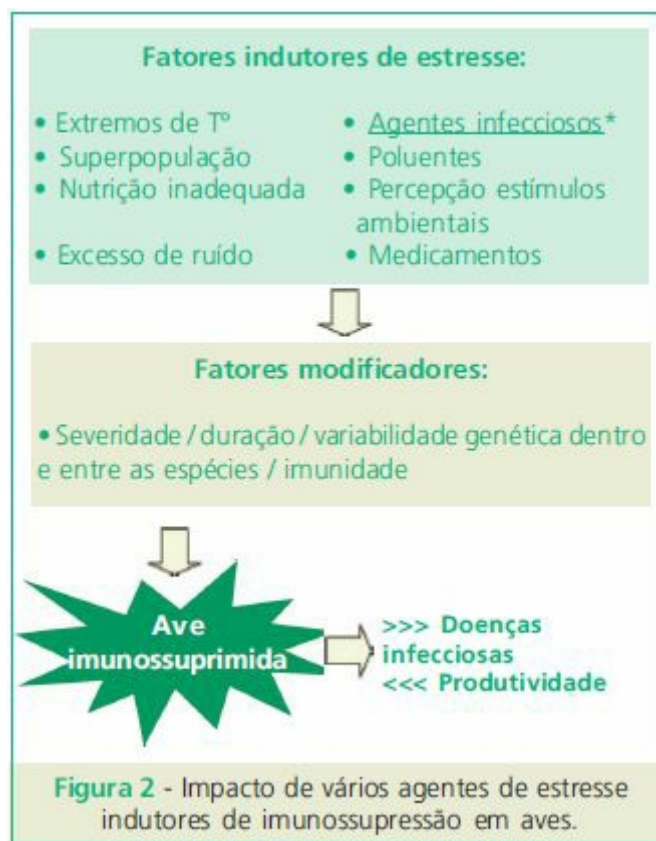 Fatores indutores de estresse:
• Extremos de Tº
• Superpopulação
• Nutrição inadequada
• Excesso de ruído
• Agentes infecciosos*
• Poluentes
• Percepção estímulos
ambientais
• Medicamentos
Fatores modificadores:
• Severidade / duração / variabilidade genética dentro
e entre as espécies / imunidade
Ave
imunossuprimida
>>> Doenças
infecciosas
<<< Produtividade
Figura 2 - Impacto de vários agentes de estresse
indutores de imunossupressão em aves.